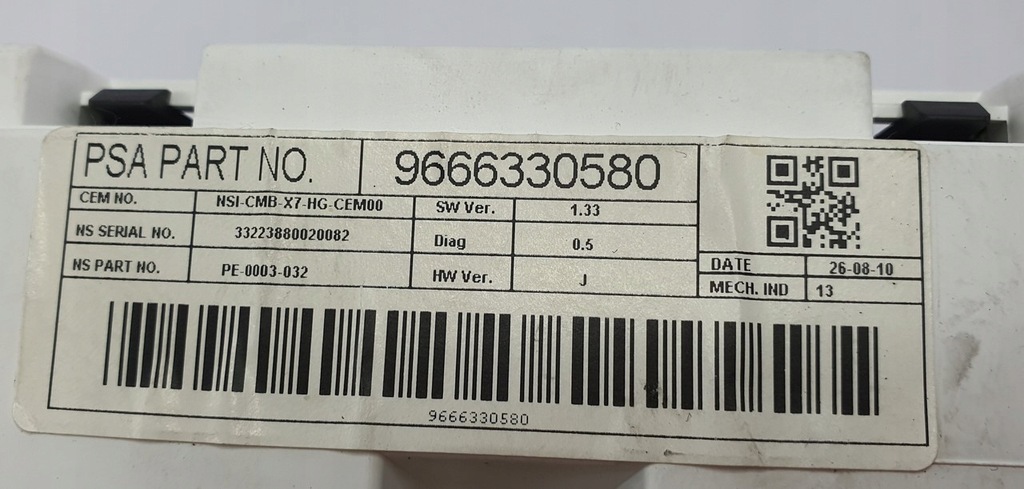 PSA PART NO. 9666330580
CEM NO. NSI-CMB-X7-HG-CEM00 SW Ver. 1.33
NS SERIAL NO. 33223880020082 Diag 0.5
NS PART NO. PE-0003-032 HW Ver. J
DATE 26-08-10
MECH. IND 13
9666330580